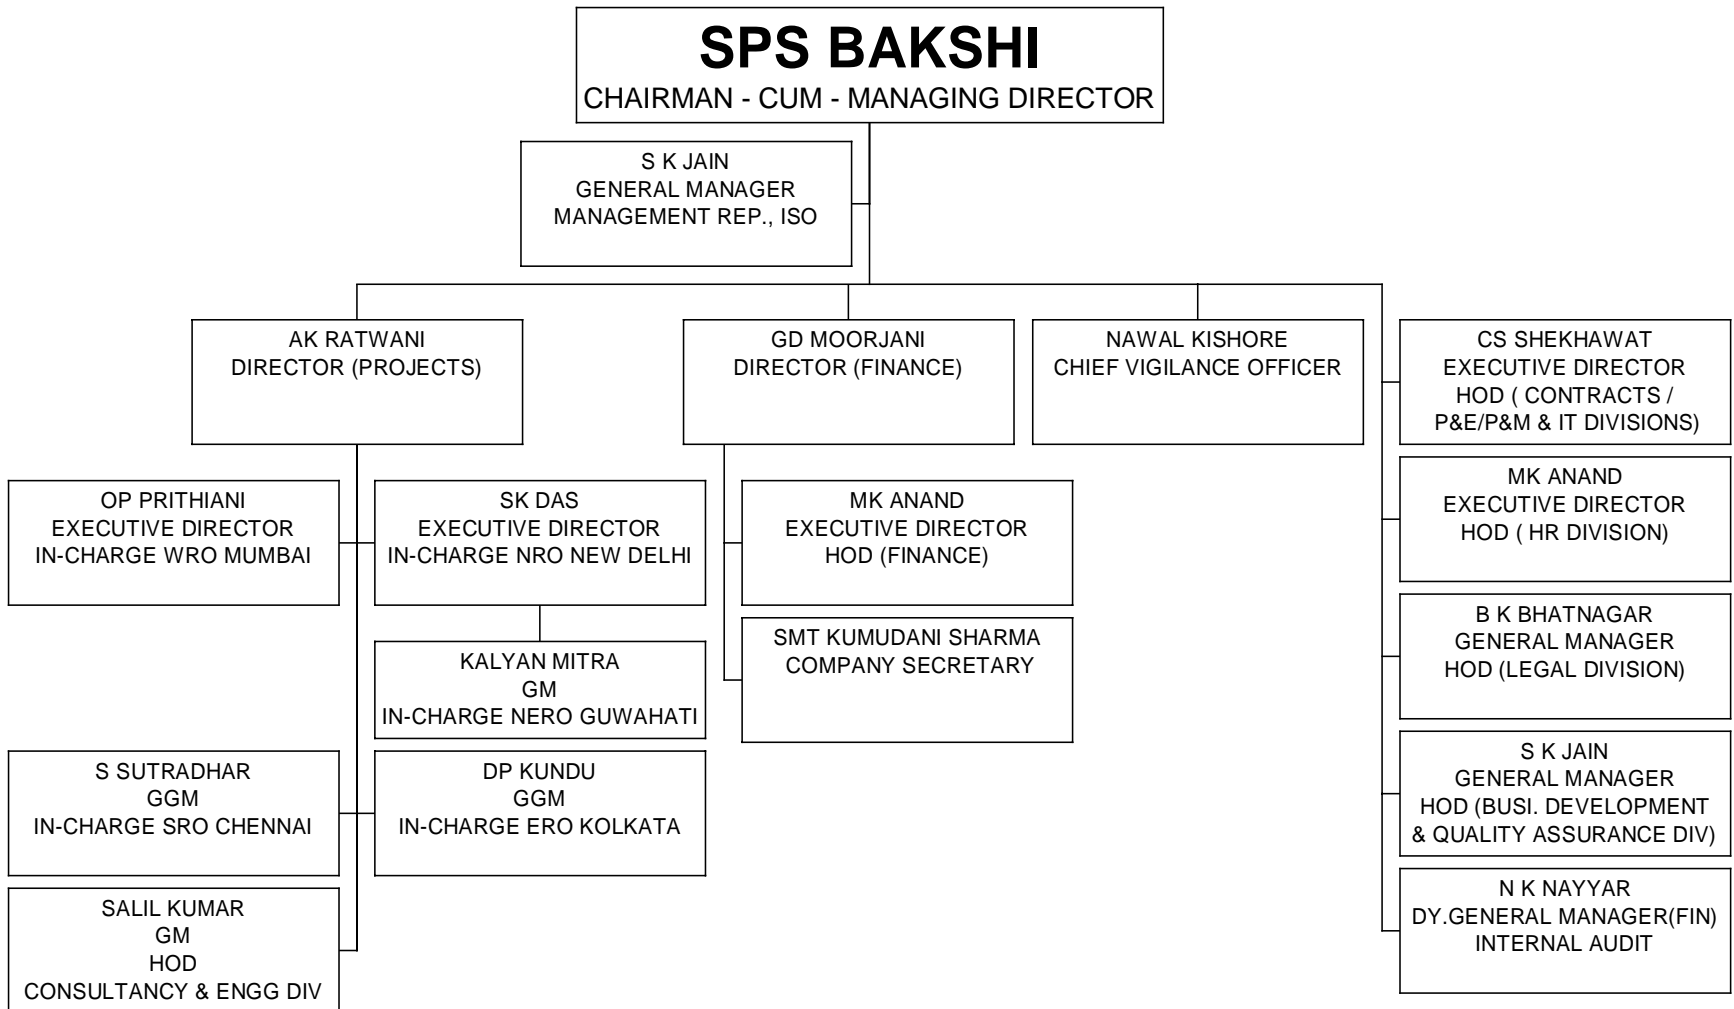 SPS BAKSHI
CHAIRMAN - CUM - MANAGING DIRECTOR
S K JAIN
GENERAL MANAGER
MANAGEMENT REP., ISO
AK RATWANI
DIRECTOR (PROJECTS)
GD MOORJANI
DIRECTOR (FINANCE)
NAWAL KISHORE
CHIEF VIGILANCE OFFICER
CS SHEKHAWAT
EXECUTIVE DIRECTOR
HOD ( CONTRACTS /
P&E/P&M & IT DIVISIONS)
OP PRITHIANI
EXECUTIVE DIRECTOR
IN-CHARGE WRO MUMBAI
SK DAS
EXECUTIVE DIRECTOR
IN-CHARGE NRO NEW DELHI
MK ANAND
EXECUTIVE DIRECTOR
HOD (FINANCE)
MK ANAND
EXECUTIVE DIRECTOR
HOD ( HR DIVISION)
KALYAN MITRA
GM
IN-CHARGE NERO GUWAHATI
SMT KUMUDANI SHARMA
COMPANY SECRETARY
B K BHATNAGAR
GENERAL MANAGER
HOD (LEGAL DIVISION)
S SUTRADHAR
GGM
IN-CHARGE SRO CHENNAI
DP KUNDU
GGM
IN-CHARGE ERO KOLKATA
S K JAIN
GENERAL MANAGER
HOD (BUSI. DEVELOPMENT
& QUALITY ASSURANCE DIV)
SALIL KUMAR
GM
HOD
CONSULTANCY & ENGG DIV
N K NAYYAR
DY.GENERAL MANAGER(FIN)
INTERNAL AUDIT